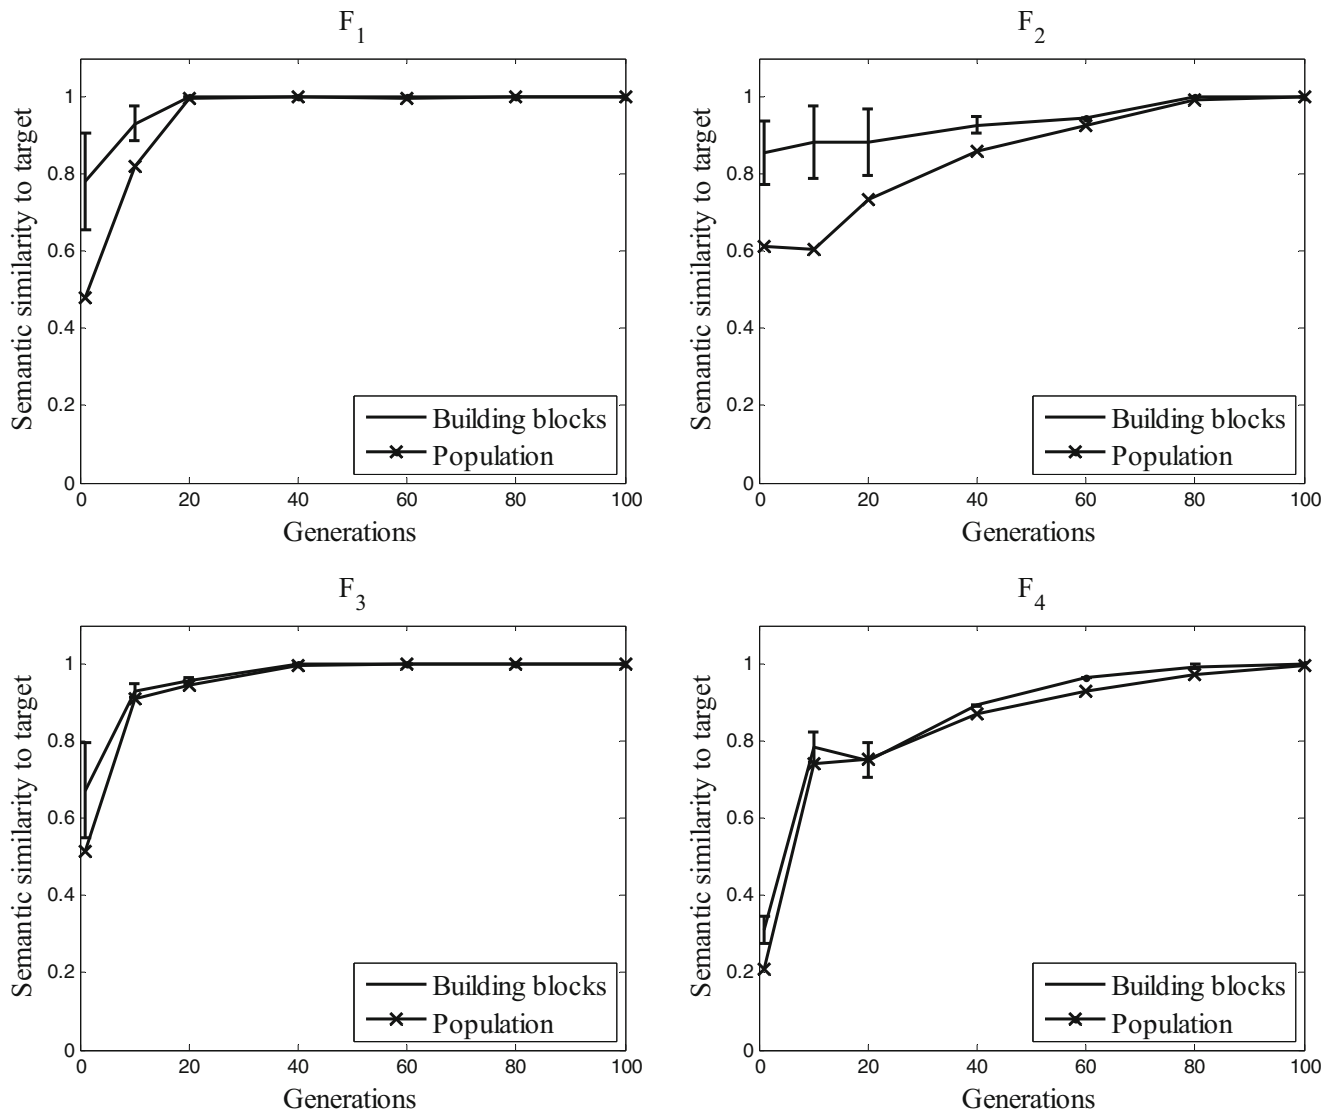 F1
Semantic similarity to target
1
0.8
0.6
0.4
0.2
0
0 20 40 60 80 100
Generations
Building blocks
Population
F2
Semantic similarity to target
1
0.8
0.6
0.4
0.2
0
0 20 40 60 80 100
Generations
Building blocks
Population
F3
Semantic similarity to target
1
0.8
0.6
0.4
0.2
0
0 20 40 60 80 100
Generations
Building blocks
Population
F4
Semantic similarity to target
1
0.8
0.6
0.4
0.2
0
0 20 40 60 80 100
Generations
Building blocks
Population